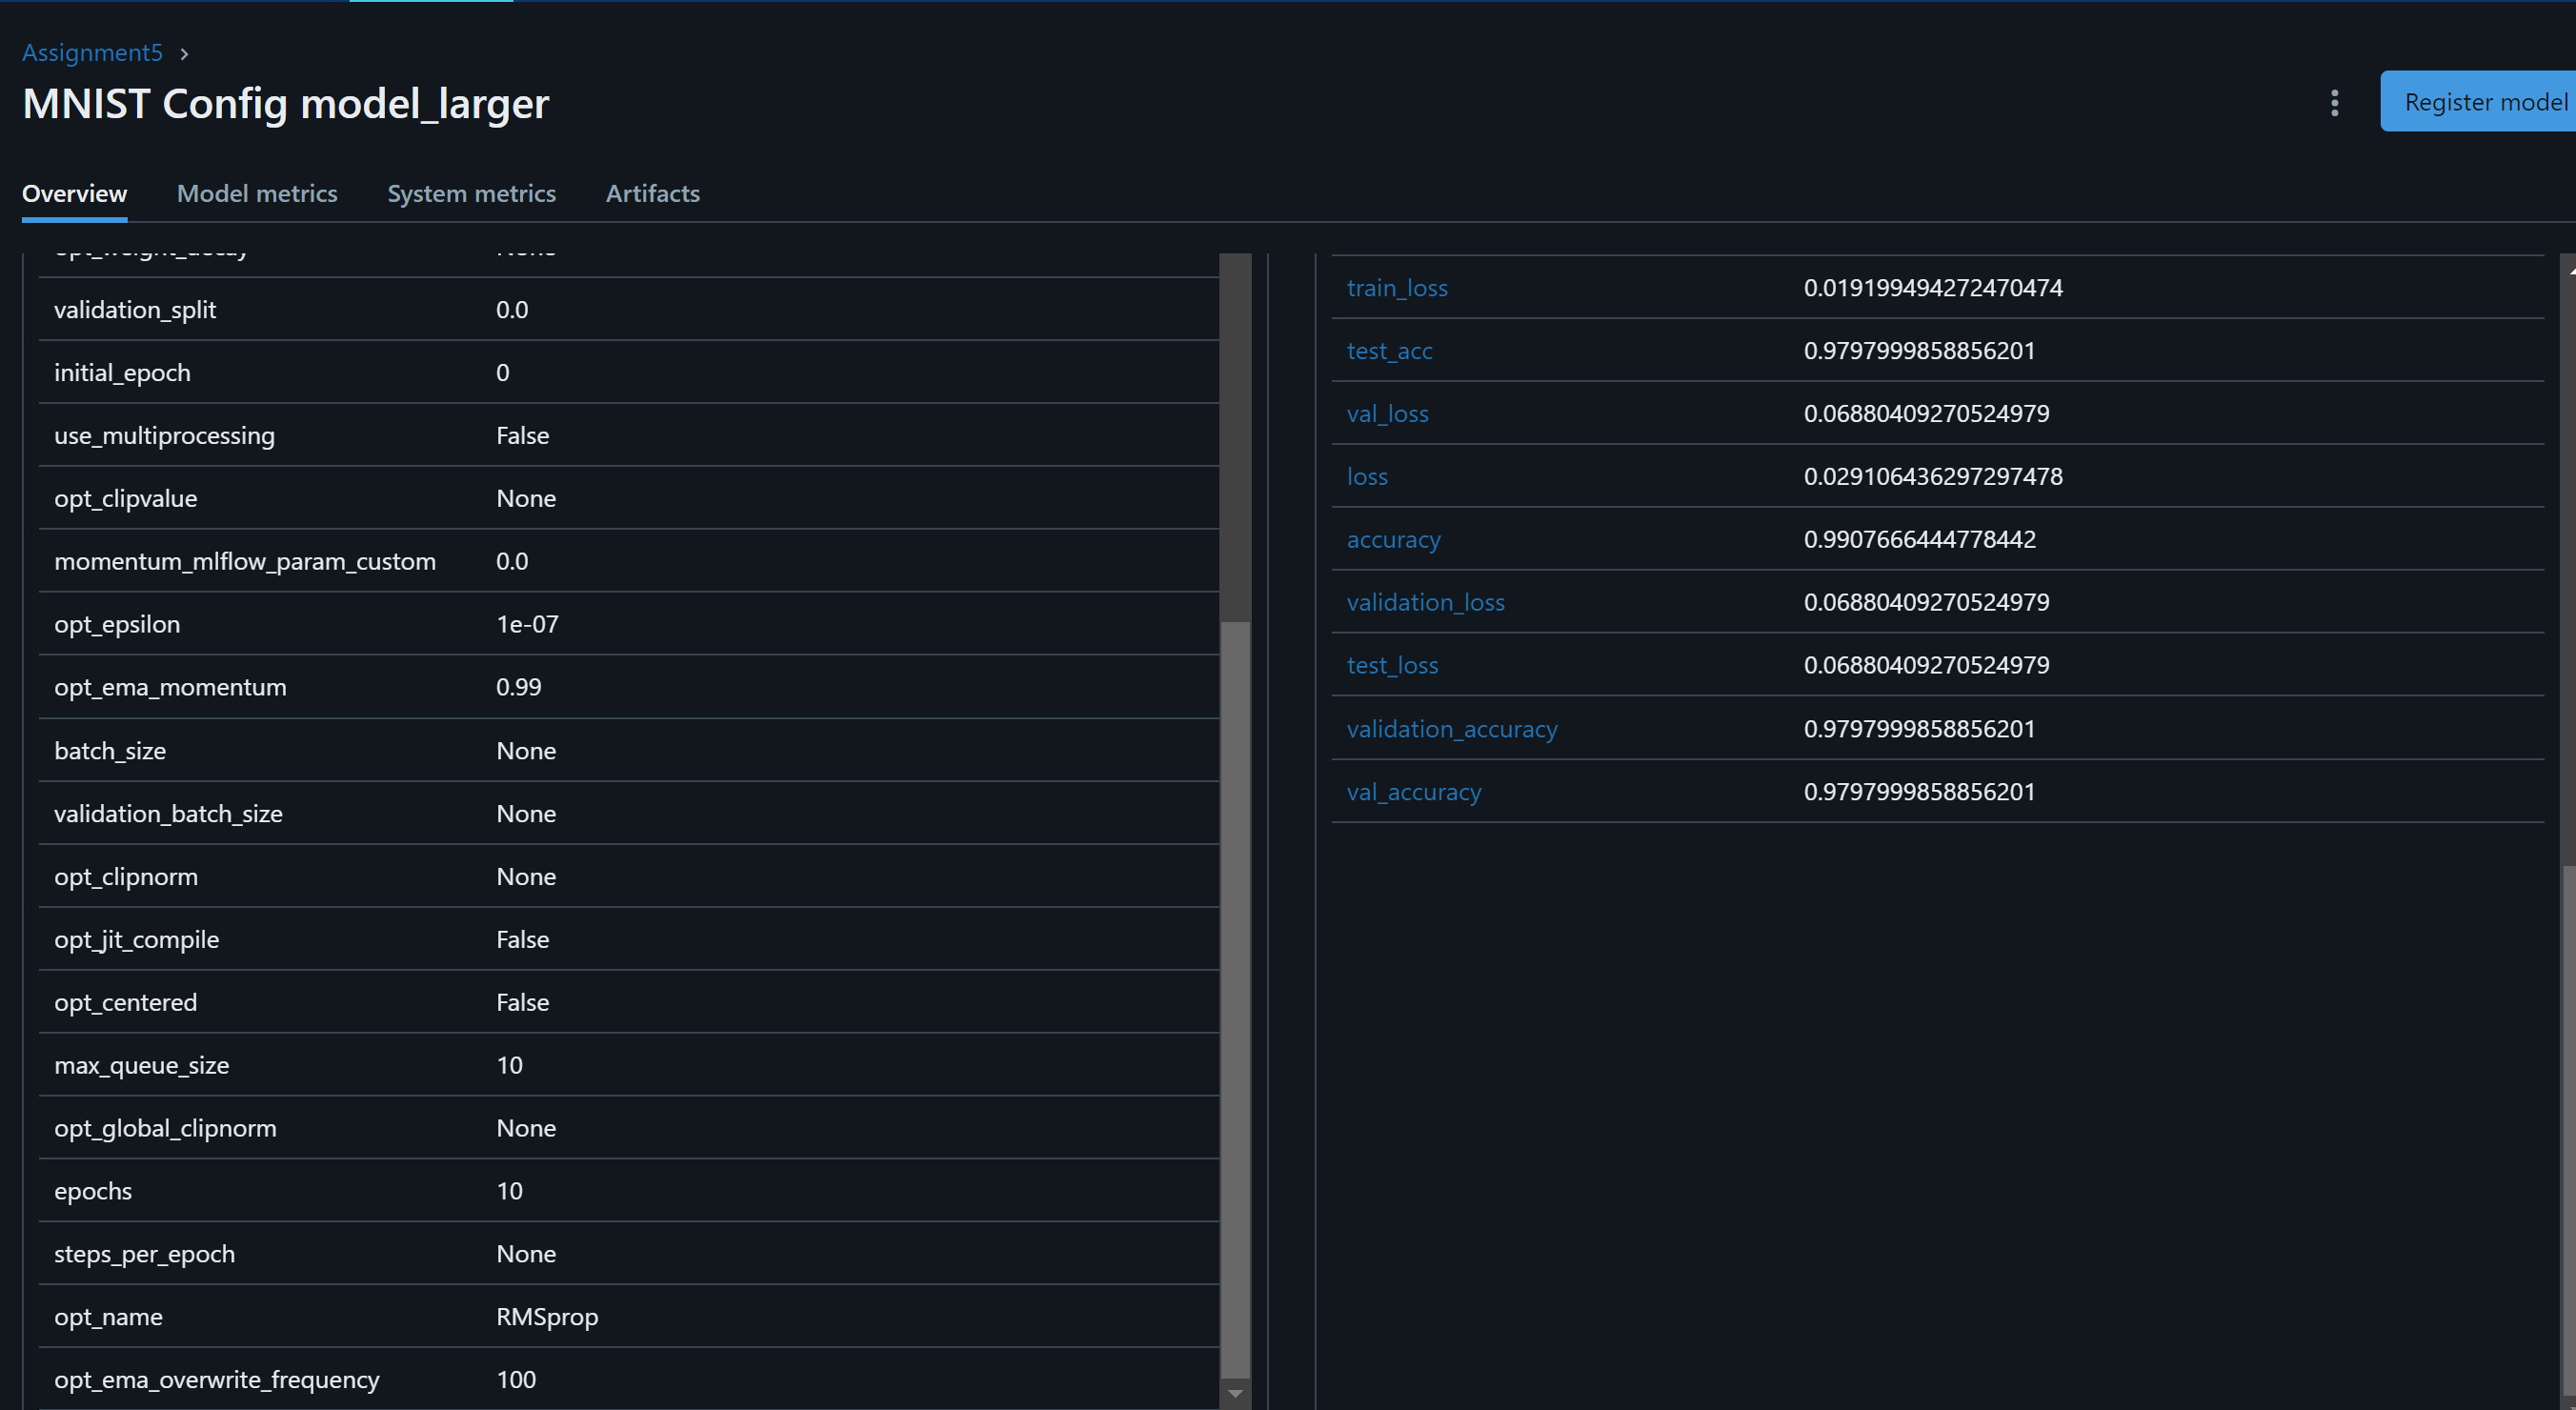 Assignment5 >
MNIST Config model_larger
Register model
Overview Model metrics System metrics Artifacts
opt_weight_decay None
validation_split 0.0
initial_epoch 0
use_multiprocessing False
opt_clipvalue None
momentum_mlflow_param_custom 0.0
opt_epsilon 1e-07
opt_ema_momentum 0.99
batch_size None
validation_batch_size None
opt_clipnorm None
opt_jit_compile False
opt_centered False
max_queue_size 10
opt_global_clipnorm None
epochs 10
steps_per_epoch None
opt_name RMSprop
opt_ema_overwrite_frequency 100
train_loss 0.019199494272470474
test_acc 0.9797999858856201
val_loss 0.06880409270524979
loss 0.029106436297297478
accuracy 0.9907666444778442
validation_loss 0.06880409270524979
test_loss 0.06880409270524979
validation_accuracy 0.9797999858856201
val_accuracy 0.9797999858856201